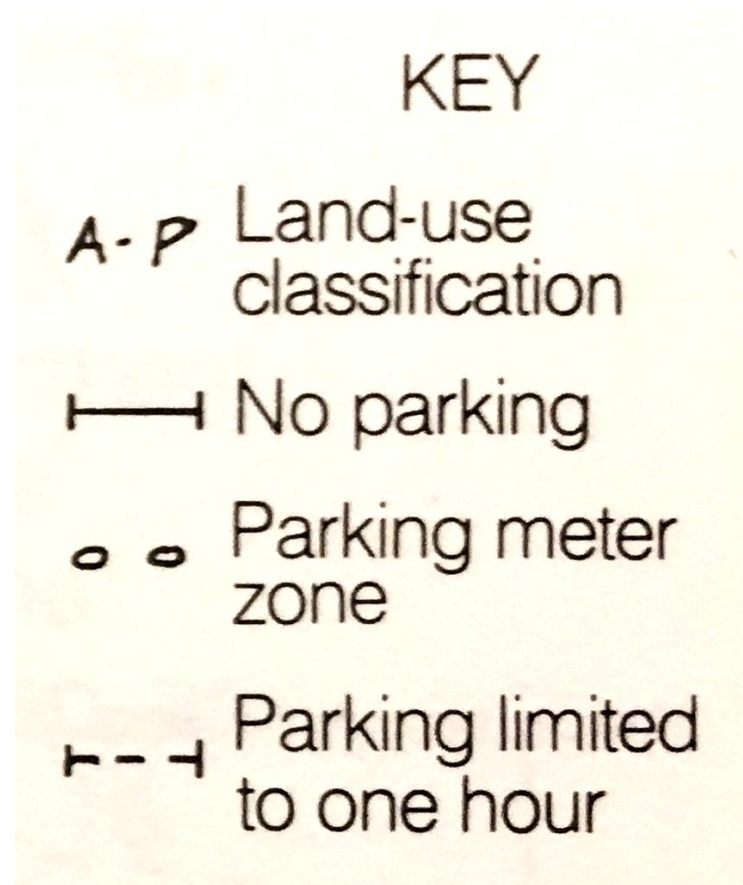 KEY
A - P Land-use
classification
No parking
Parking meter
zone
Parking limited
to one hour